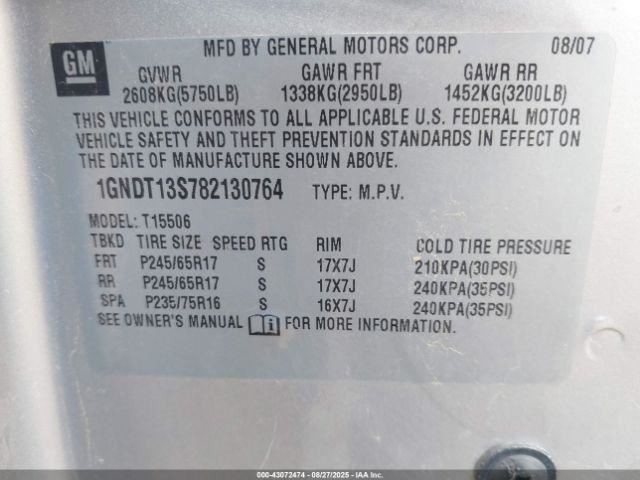 GM
MFD BY GENERAL MOTORS CORP. 08/07
GVWR GAWR FRT GAWR RR
2608KG(5750LB) 1338KG(2950LB) 1452KG(3200LB)
THIS VEHICLE CONFORMS TO ALL APPLICABLE U.S. FEDERAL MOTOR
VEHICLE SAFETY AND THEFT PREVENTION STANDARDS IN EFFECT ON
THE DATE OF MANUFACTURE SHOWN ABOVE.
1GNDT13S782130764 TYPE: M.P.V.
MODEL: T15506
TBKD TIRE SIZE SPEED RTG RIM COLD TIRE PRESSURE
FRT P245/65R17 S 17X7J 210KPA(30PSI)
RR P245/65R17 S 17X7J 240KPA(35PSI)
SPA P235/75R16 S 16X7J 240KPA(35PSI)
SEE OWNER'S MANUAL i FOR MORE INFORMATION.
000-43072474 - 08/27/2025 - IAAI.COM